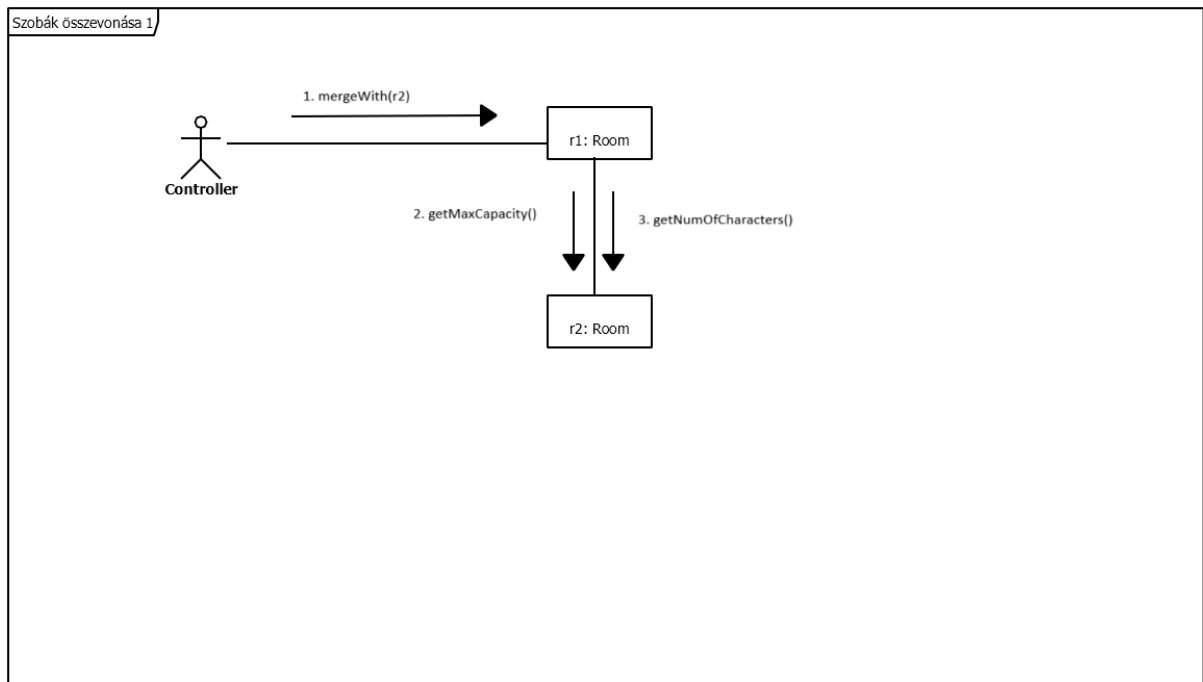 Szobák összevonása 1
1. mergeWith(r2)
r1: Room
Controller
2. getMaxCapacity()
3. getNumOfCharacters()
r2: Room